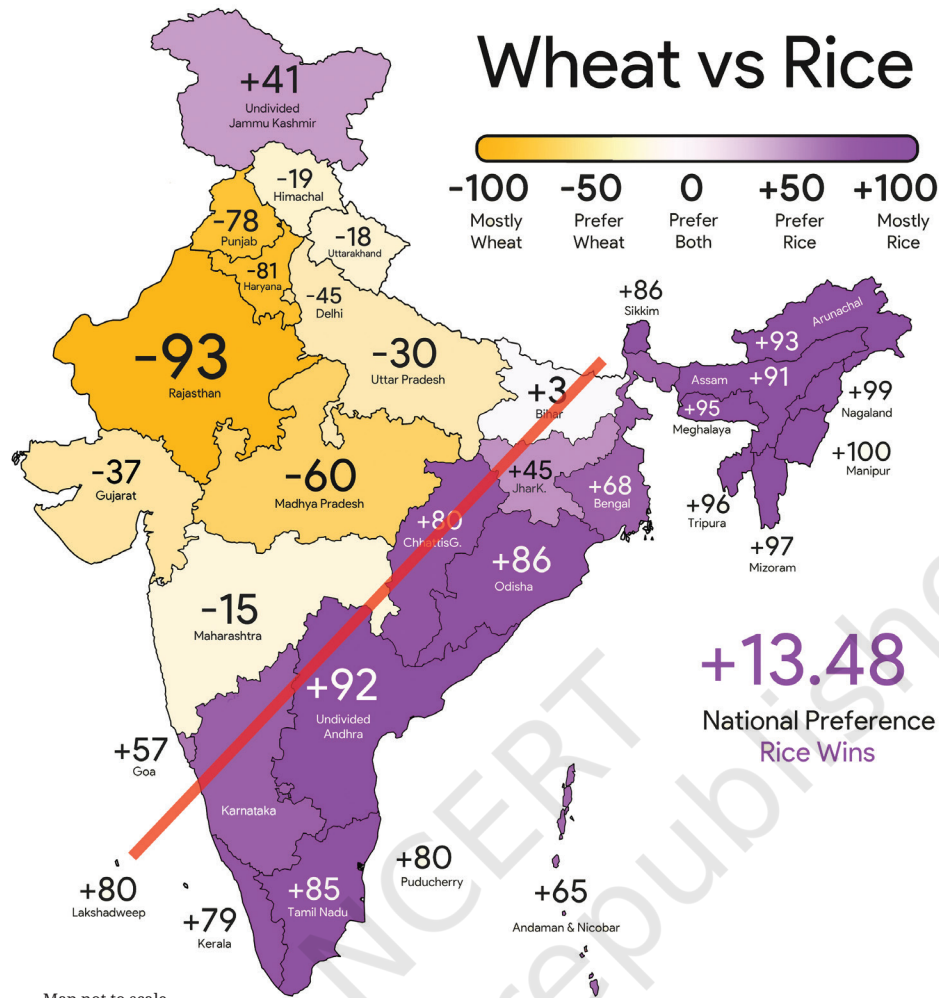 Wheat vs Rice
-100 -50 0 +50 +100
Mostly Prefer Prefer Prefer Mostly
Wheat Wheat Both Rice Rice
+41
Undivided
Jammu Kashmir
-19
Himachal
-78
Punjab
-18
Uttarakhand
-81
Haryana
-45
Delhi
-93
Rajasthan
-30
Uttar Pradesh
+3
Bihar
+86
Sikkim
Arunachal
+93
Assam +91
+95
Meghalaya
+99
Nagaland
+100
Manipur
+96
Tripura
+97
Mizoram
-37
Gujarat
-60
Madhya Pradesh
+45
JharK.
+68
Bengal
+80
ChhattisG.
+86
Odisha
-15
Maharashtra
+92
Undivided
Andhra
+13.48
National Preference
Rice Wins
+57
Goa
Karnataka
+80
Lakshadweep
+79
Kerala
+85
Tamil Nadu
+80
Puducherry
+65
Andaman & Nicobar
Map not to scale
NCERT
republishe